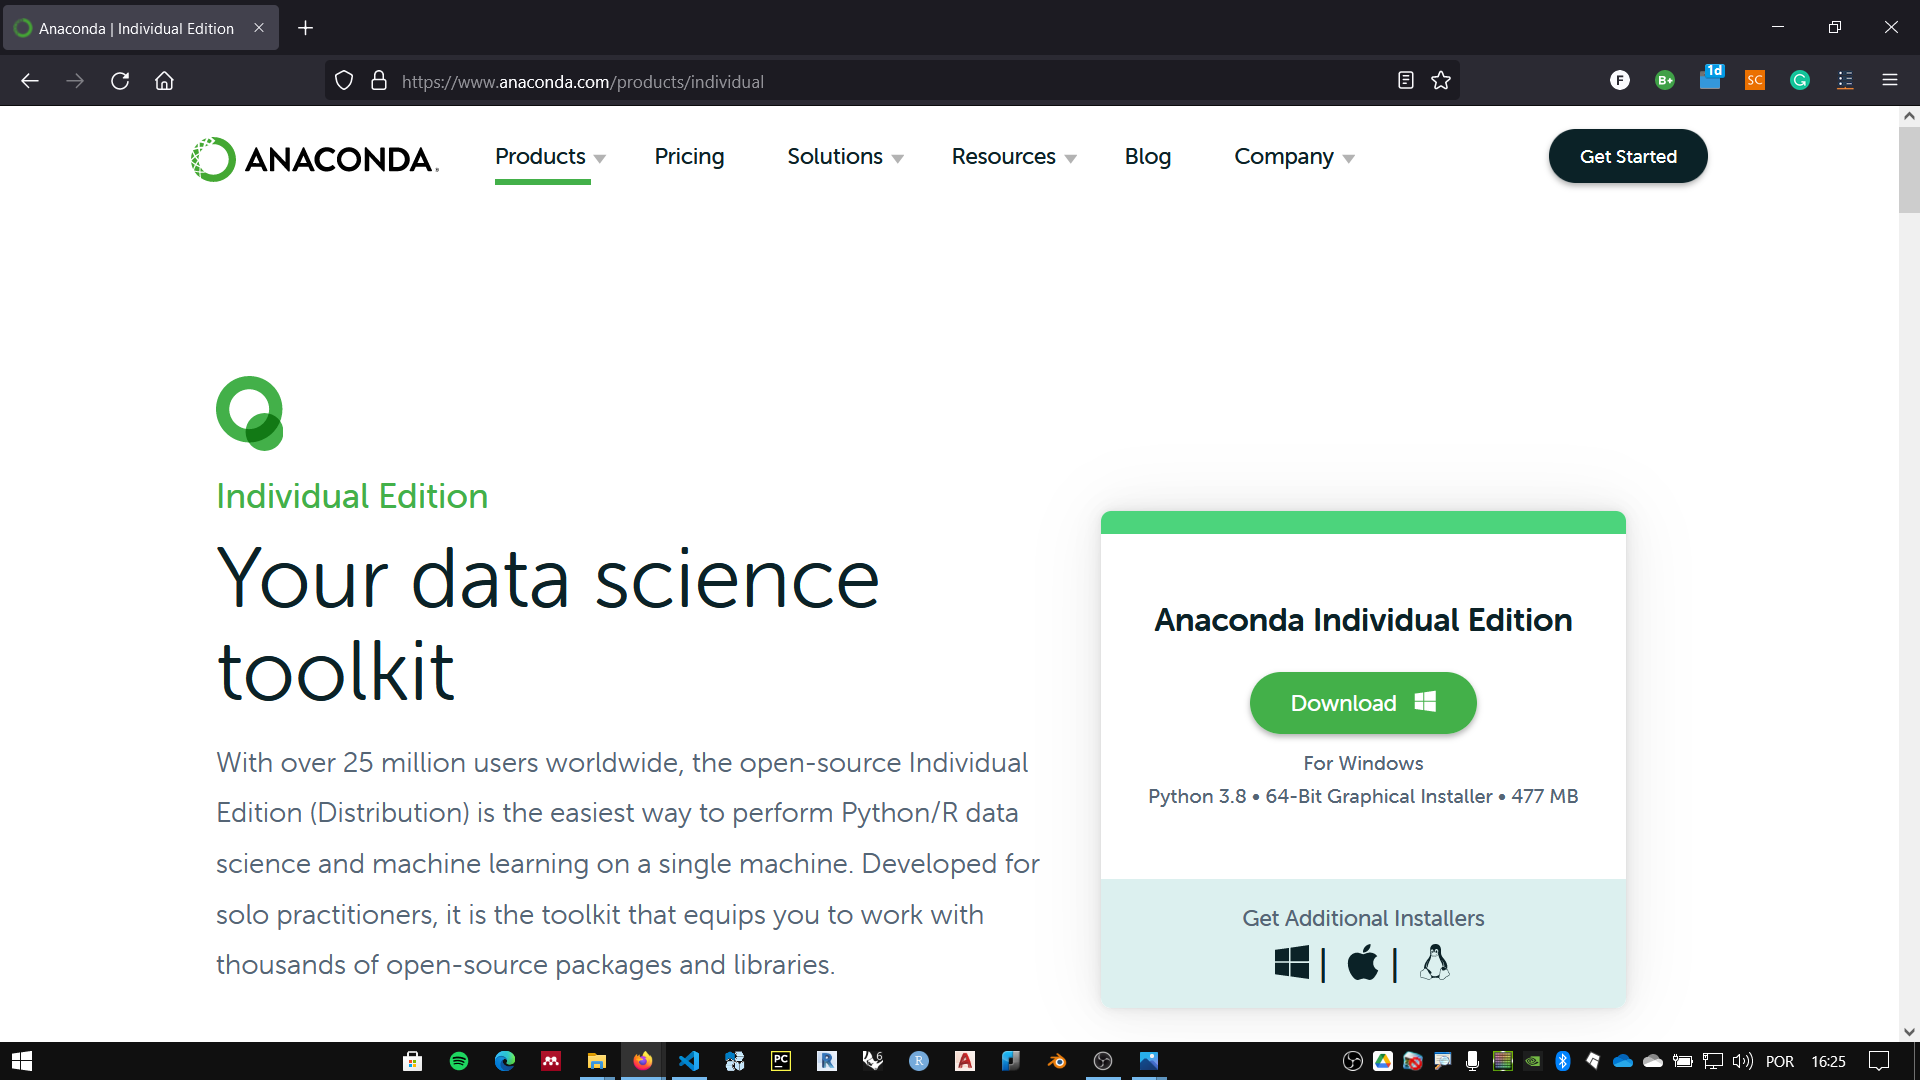 Anaconda | Individual Edition
https://www.anaconda.com/products/individual
F
B+
1d
SC
G
ANACONDA.
Products
Pricing
Solutions
Resources
Blog
Company
Get Started
Individual Edition
Your data science
toolkit
With over 25 million users worldwide, the open-source Individual
Edition (Distribution) is the easiest way to perform Python/R data
science and machine learning on a single machine. Developed for
solo practitioners, it is the toolkit that equips you to work with
thousands of open-source packages and libraries.
Anaconda Individual Edition
Download
For Windows
Python 3.8 • 64-Bit Graphical Installer • 477 MB
Get Additional Installers
PC
R
6
R
A
POR
16:25